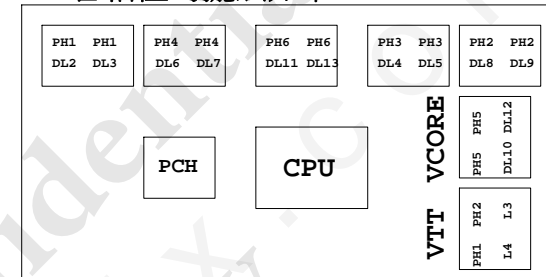 PH1 PH1
DL2 DL3
PH4 PH4
DL6 DL7
PH6 PH6
DL11 DL13
PH3 PH3
DL4 DL5
PH2 PH2
DL8 DL9
PCH
CPU
VCORE
PH5 PH5
DL10 DL12
VTT
PH1 PH2
L4 L3